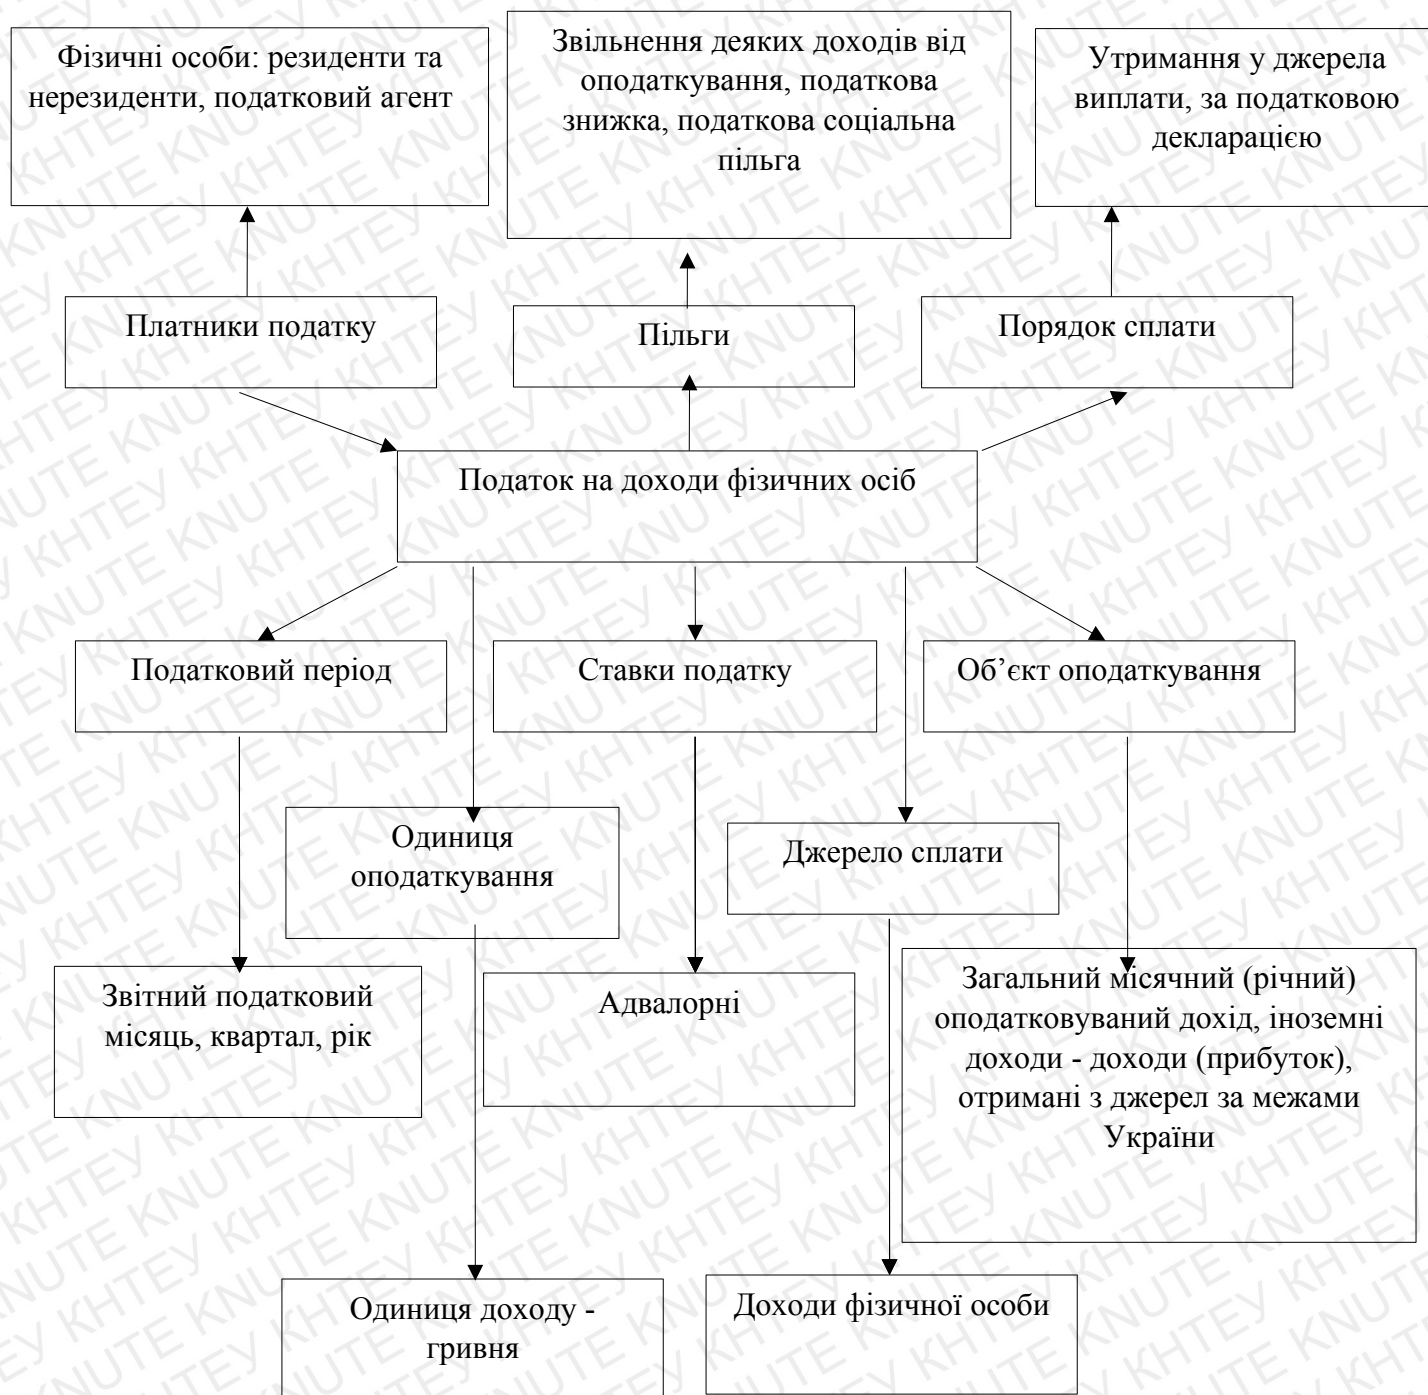 Фізичні особи: резиденти та
нерезиденти, податковий агент
Звільнення деяких доходів від
оподаткування, податкова
знижка, податкова соціальна
пільга
Утримання у джерела
виплати, за податковою
декларацією
Платники податку
Пільги
Порядок сплати
Податок на доходи фізичних осіб
Податковий період
Ставки податку
Об’єкт оподаткування
Одиниця
оподаткування
Джерело сплати
Звітний податковий
місяць, квартал, рік
Адвалорні
Загальний місячний (річний)
оподатковуваний дохід, іноземні
доходи - доходи (прибуток),
отримані з джерел за межами
України
Одиниця доходу -
гривня
Доходи фізичної особи